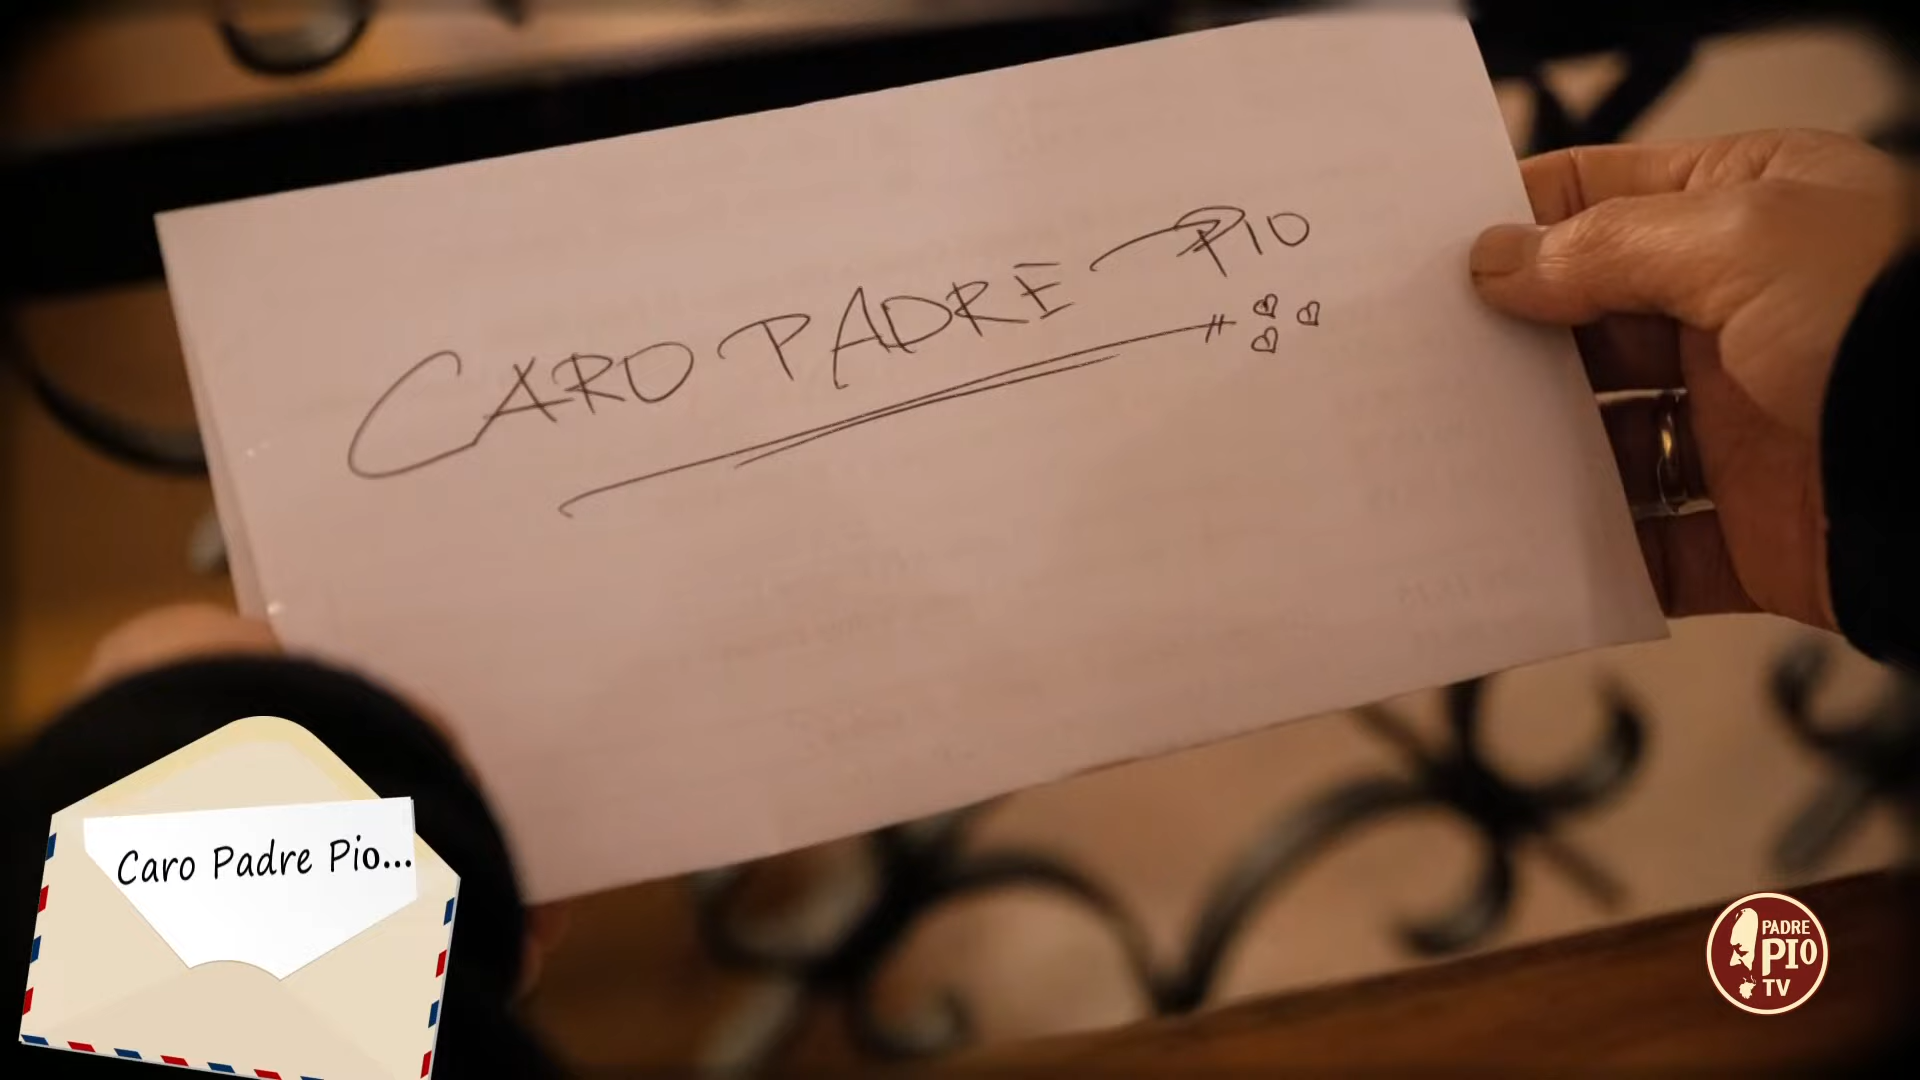 CARO PADRE PIO
Caro Padre Pio...
PADRE
PIO
TV